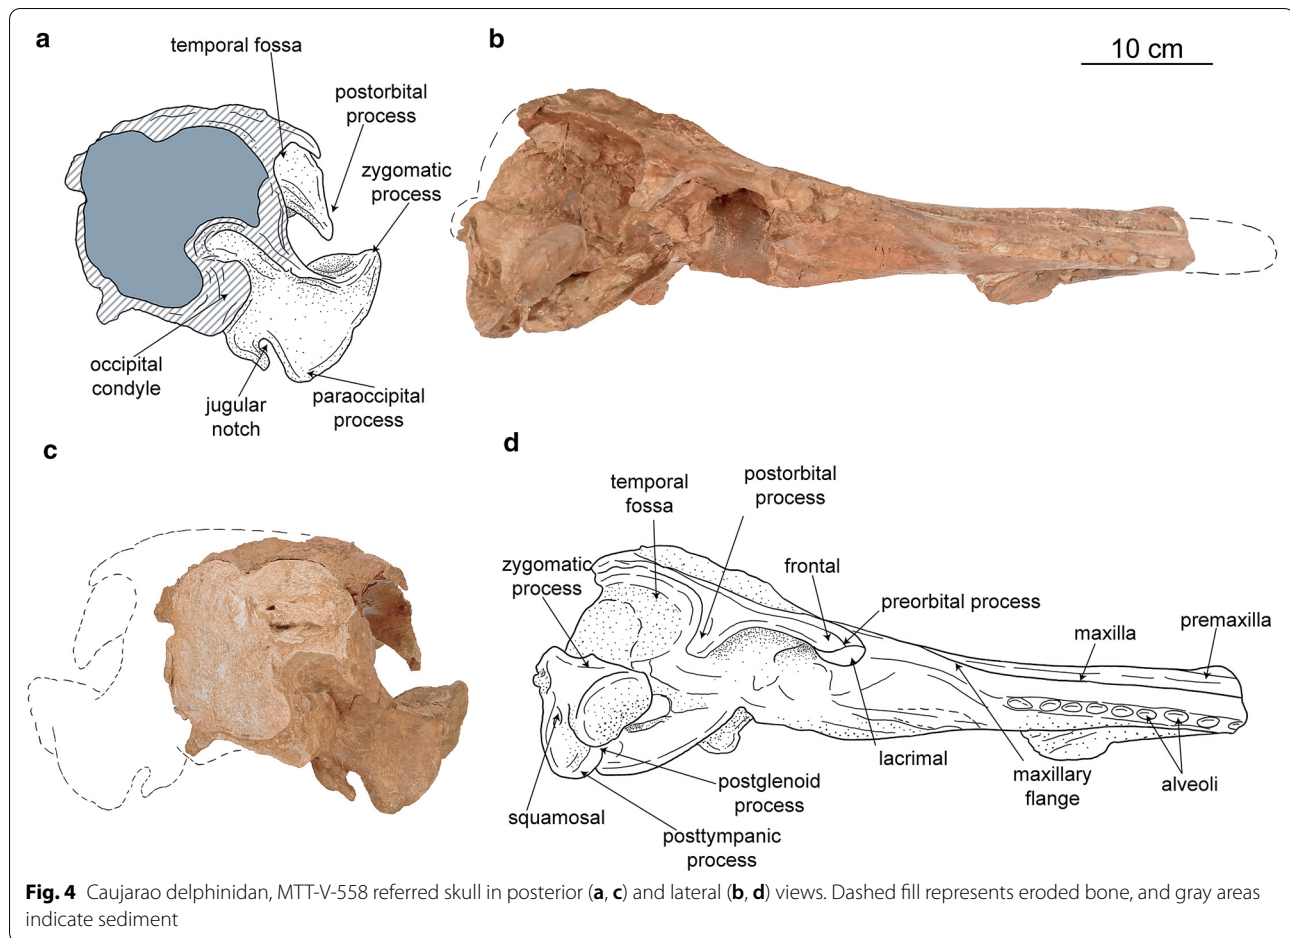 a
temporal fossa
postorbital
process
zygomatic
process
occipital
condyle
jugular
notch
paraoccipital
process
b
10 cm
c
d
temporal
fossa
postorbital
process
zygomatic
process
frontal
preorbital process
maxilla
premaxilla
lacrimal
maxillary
flange
alveoli
postglenoid
process
squamosal
posttympanic
process
Fig. 4 Caujarao delphinidan, MTT-V-558 referred skull in posterior (a, c) and lateral (b, d) views. Dashed fill represents eroded bone, and gray areas
indicate sediment